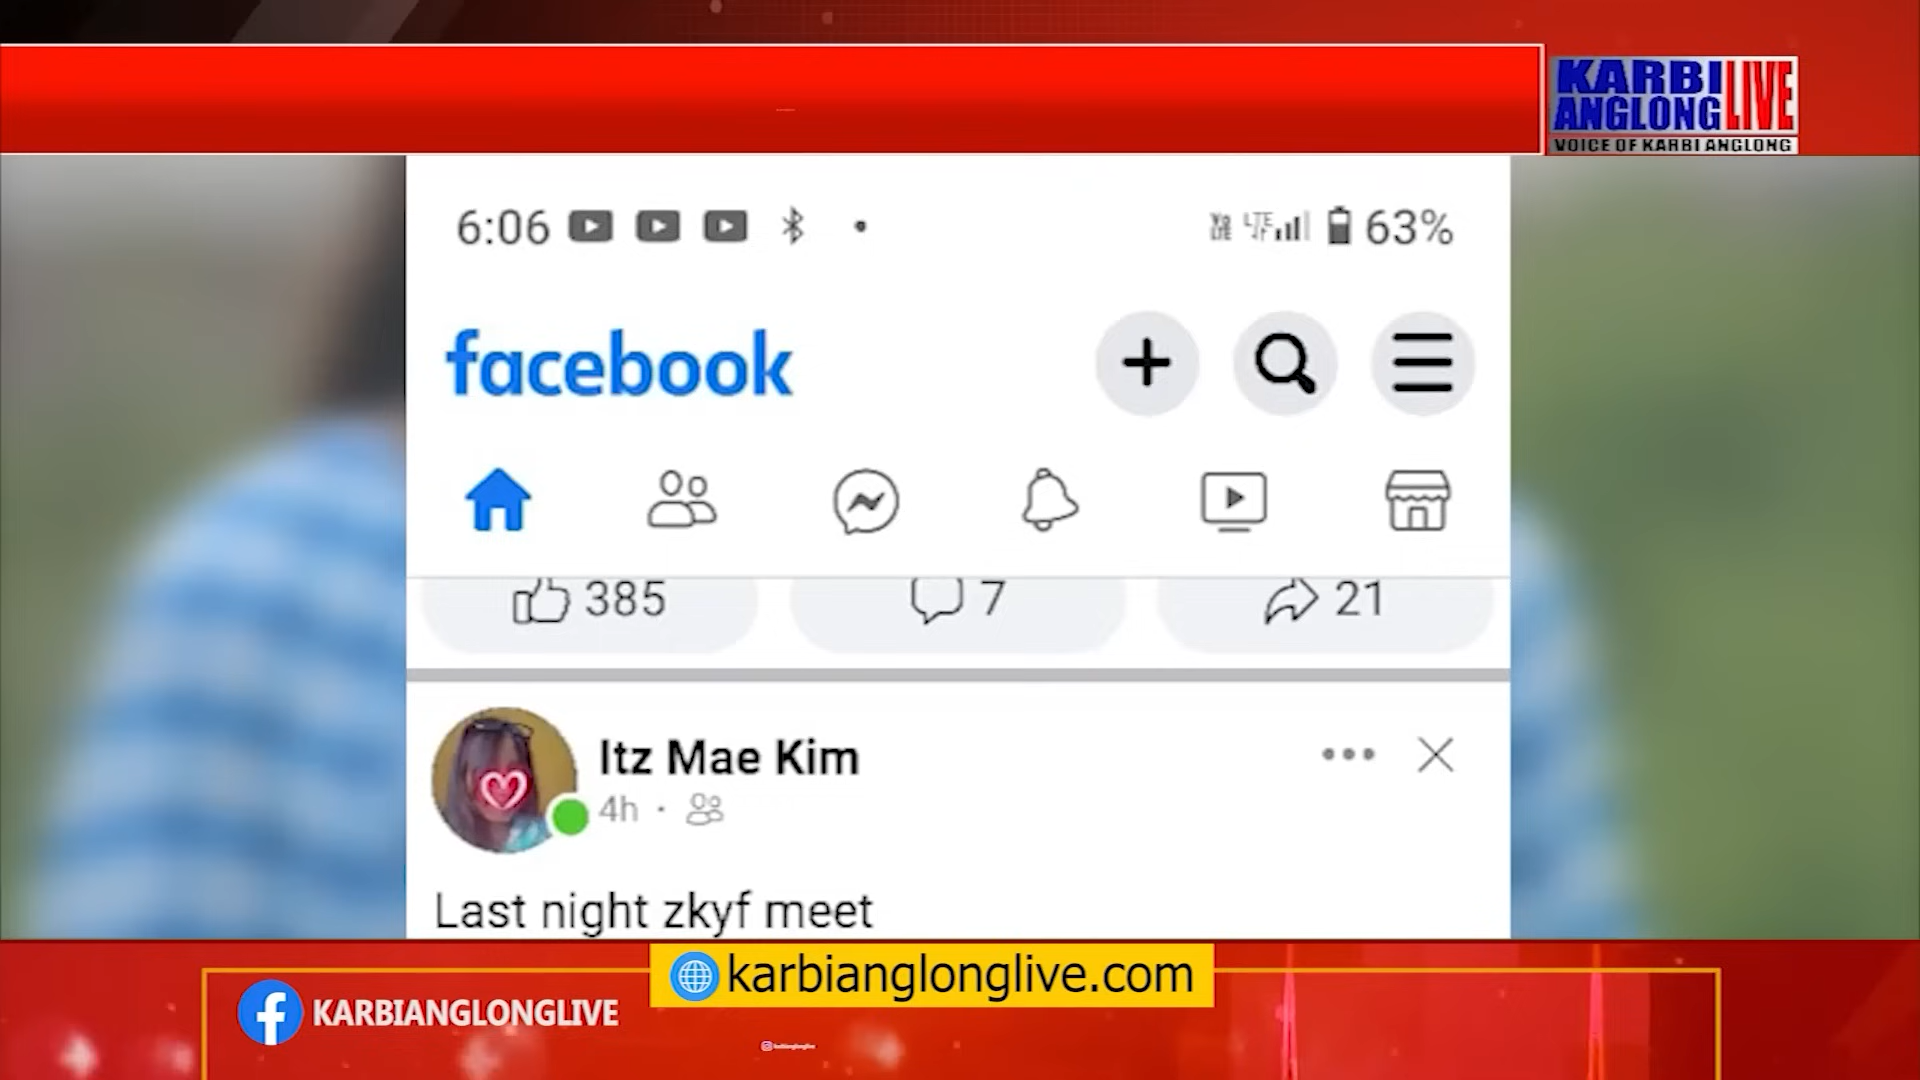 KARBI
ANGLONG
LIVE
VOICE OF KARBI ANGLONG
6:06
63%
facebook
385
7
21
Itz Mae Kim
4h
Last night zkyf meet
karbianglonglive.com
KARBIANGLONGLIVE